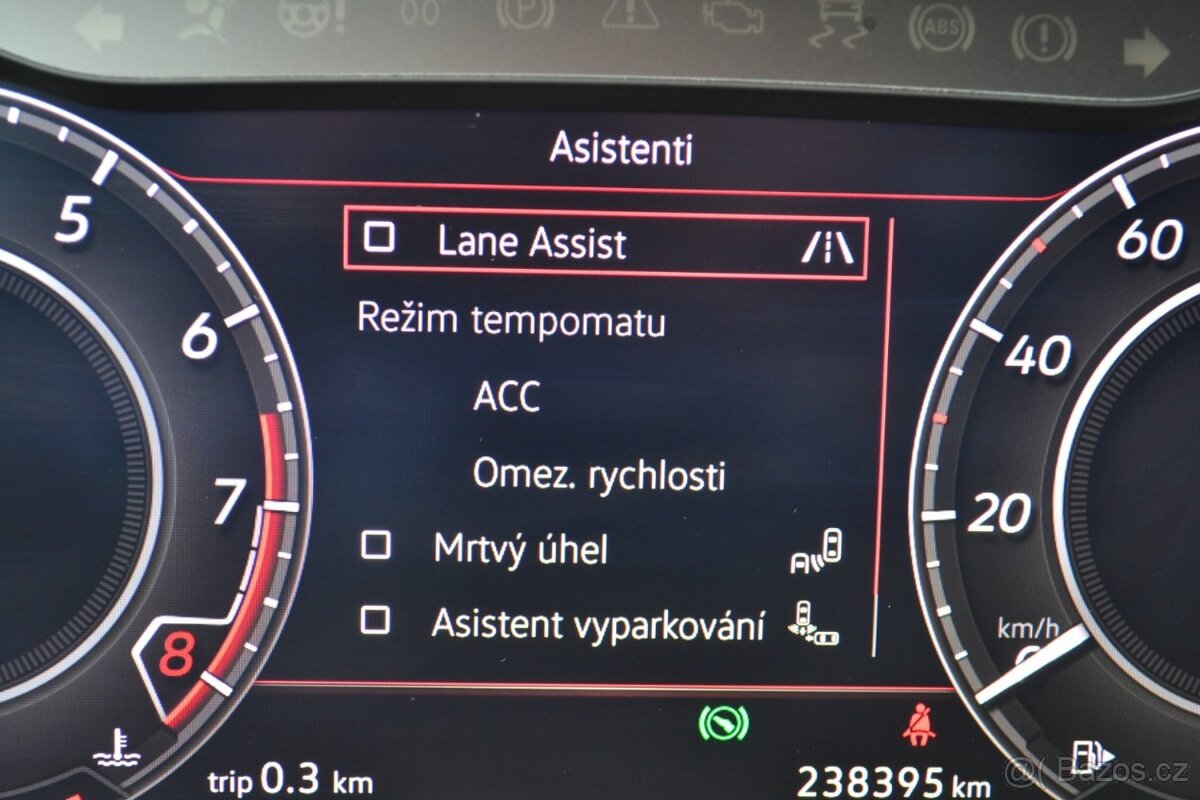 P
ABS
Asistenti
Lane Assist
Režim tempomatu
ACC
Omez. rychlosti
Mrtvý úhel
Asistent vyparkování
5
6
7
8
60
40
20
km/h
trip 0.3 km
238395 km
@( Bazos.cz